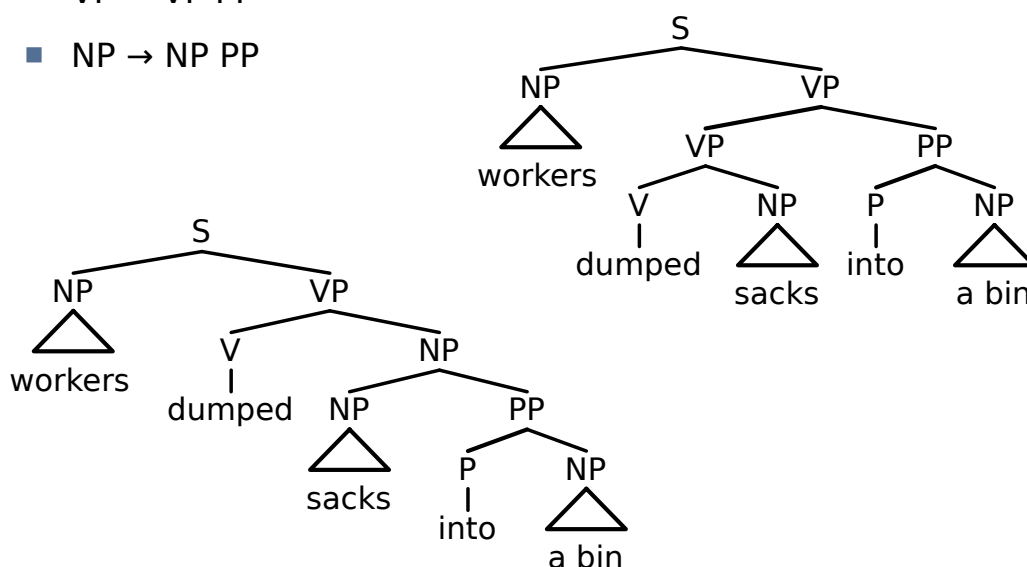 NP → NP PP
S
NP VP
workers
VP PP
V NP P NP
dumped sacks into a bin
S
NP VP
workers
V NP
dumped
NP PP
sacks
P NP
into
a bin